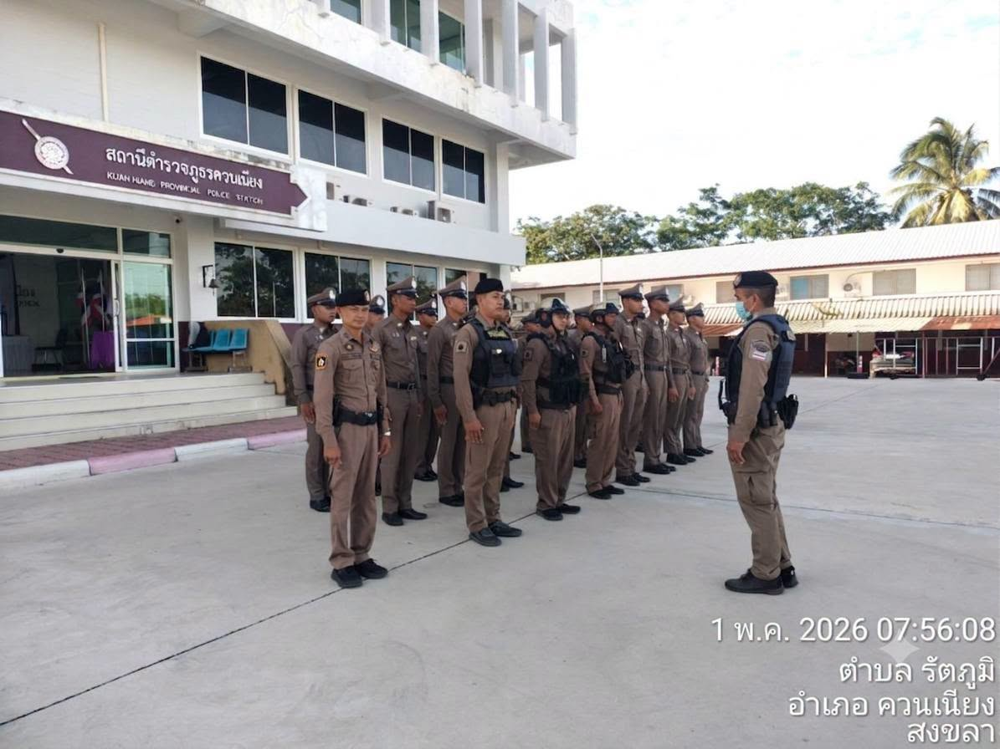 สถานีตำรวจภูธรควนเนียง
KUAN NIANG PROVINCIAL POLICE STATION
1 พ.ค. 2026 07:56:08
ตำบล รัตภูมิ
อำเภอ ควนเนียง
สงขลา